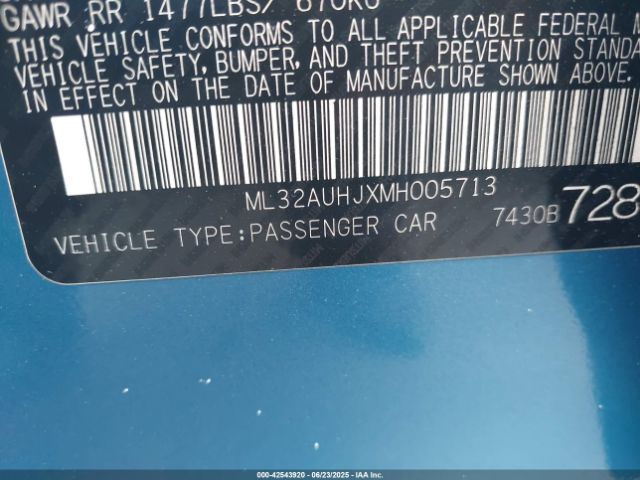 GAWR RR 1477LBS/ 670KG
THIS VEHICLE CONFORMS TO ALL APPLICABLE FEDERAL M
VEHICLE SAFETY, BUMPER, AND THEFT PREVENTION STANDA
IN EFFECT ON THE DATE OF MANUFACTURE SHOWN ABOVE.
ML32AUHJXMH005713
VEHICLE TYPE:PASSENGER CAR 7430B 728
000-42543920 - 06/23/2025 - IAAI.CA